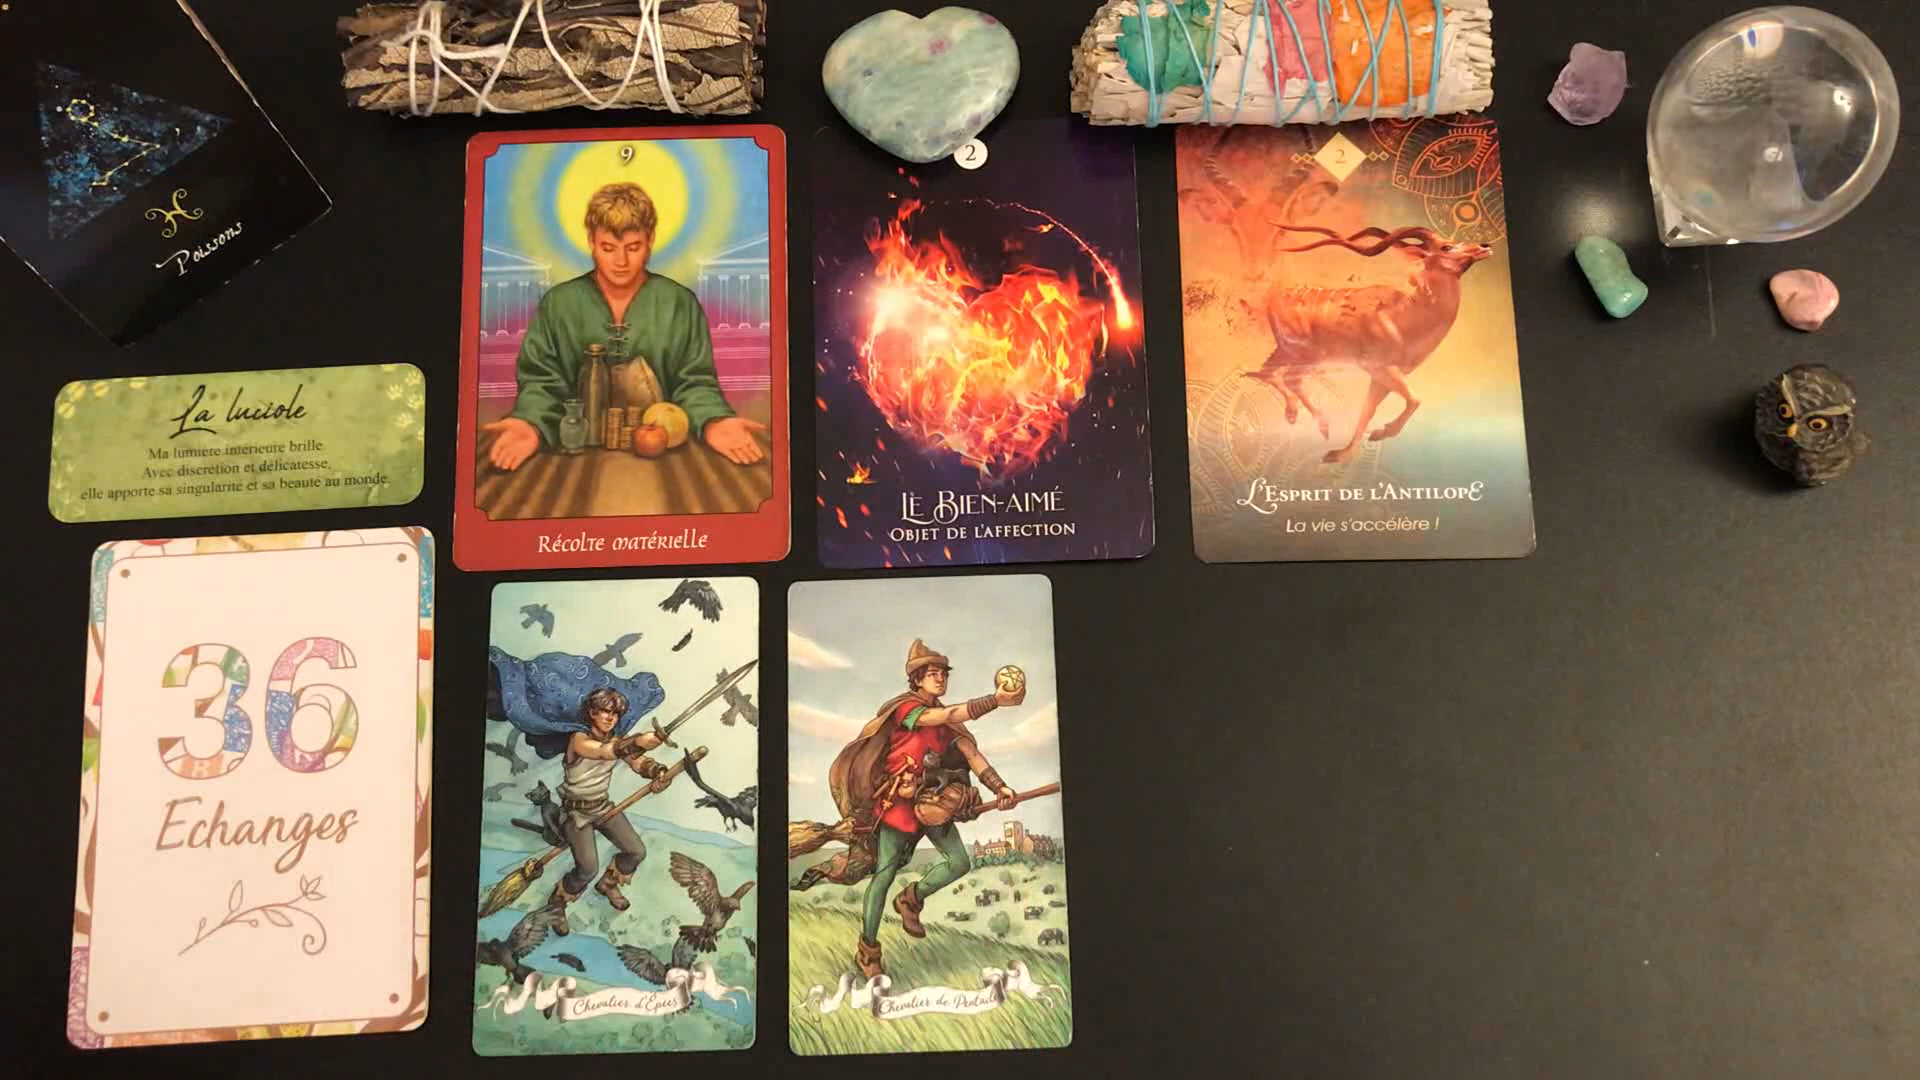 Poissons
9
2
2
La luciole
Ma lumière intérieure brille.
Avec discrétion et délicatesse,
elle apporte sa singularité et sa beauté au monde.
Récolte matérielle
Le Bien-Aimé
Objet de l'affection
L'Esprit de l'Antilope
La vie s'accélère !
36
Echanges
Chevalier d'Épées
Chevalier de Pentacle